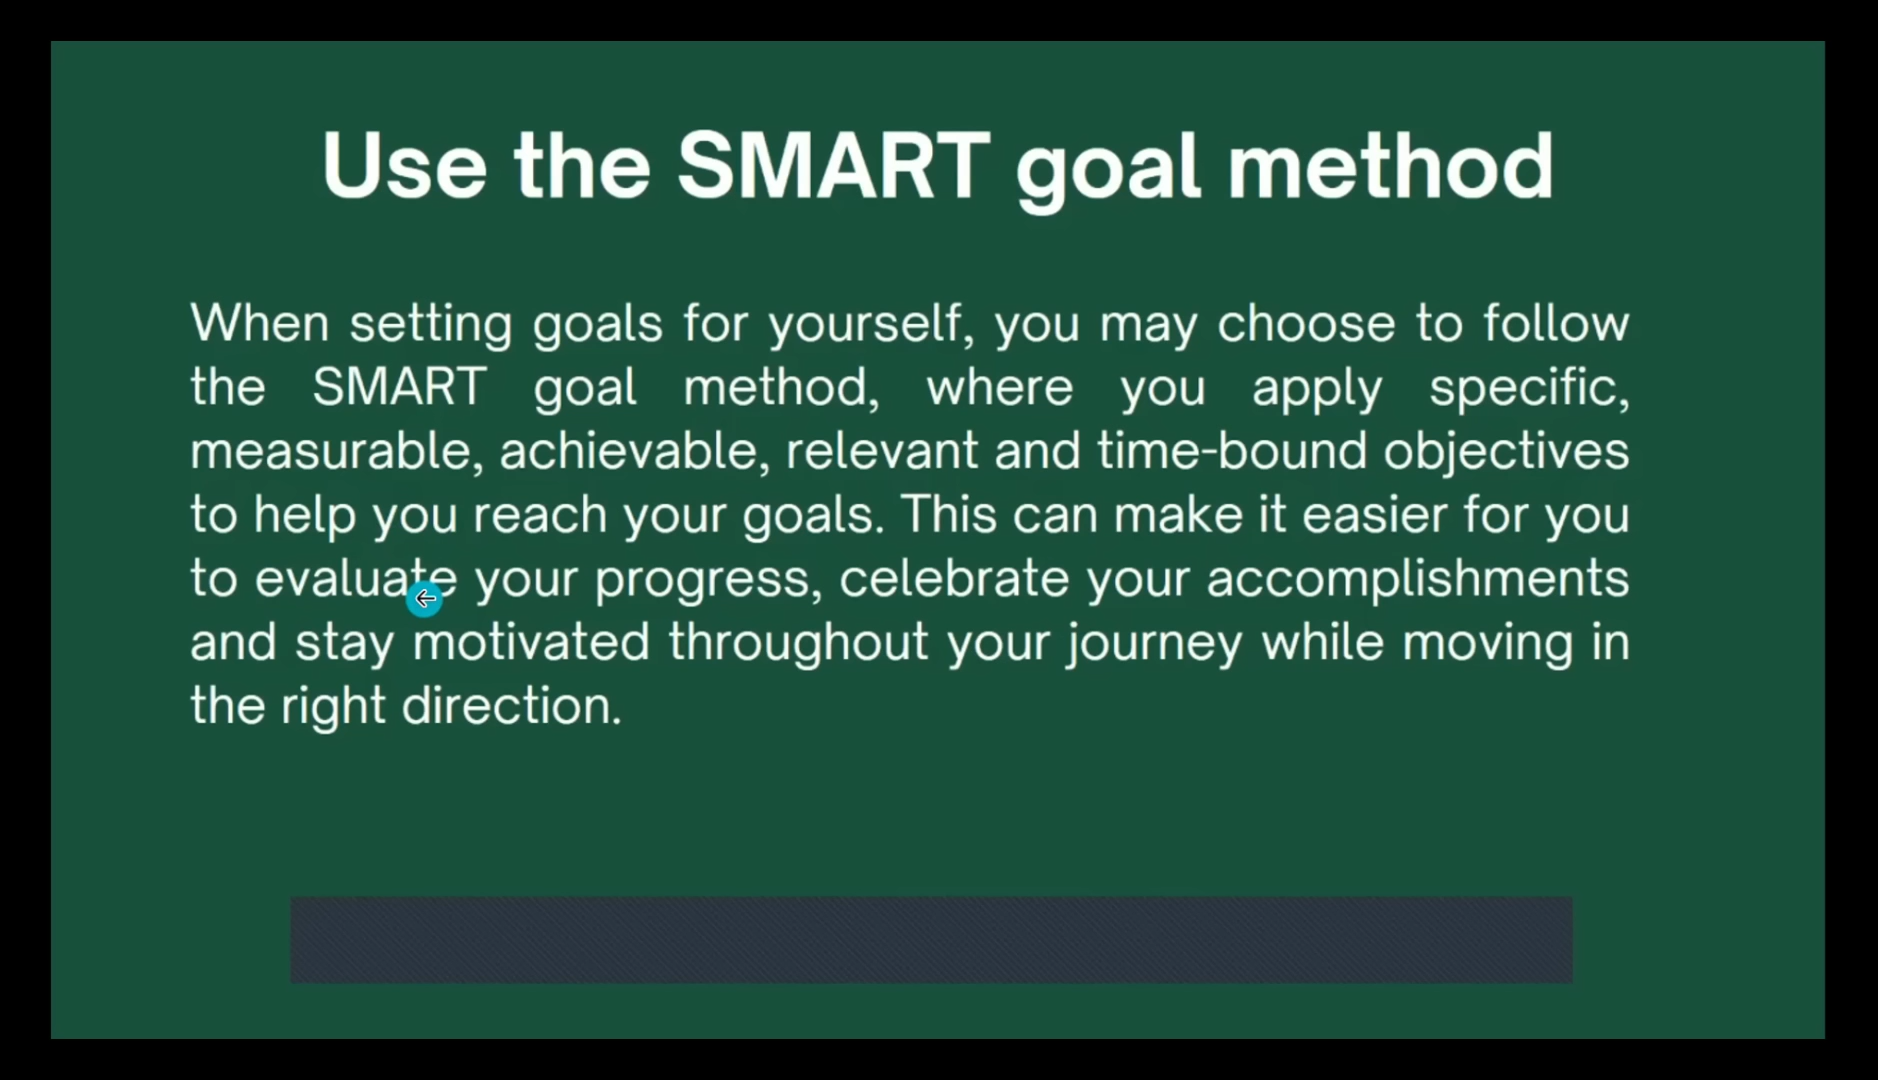 Use the SMART goal method
When setting goals for yourself, you may choose to follow
the SMART goal method, where you apply specific,
measurable, achievable, relevant and time-bound objectives
to help you reach your goals. This can make it easier for you
to evaluate your progress, celebrate your accomplishments
and stay motivated throughout your journey while moving in
the right direction.